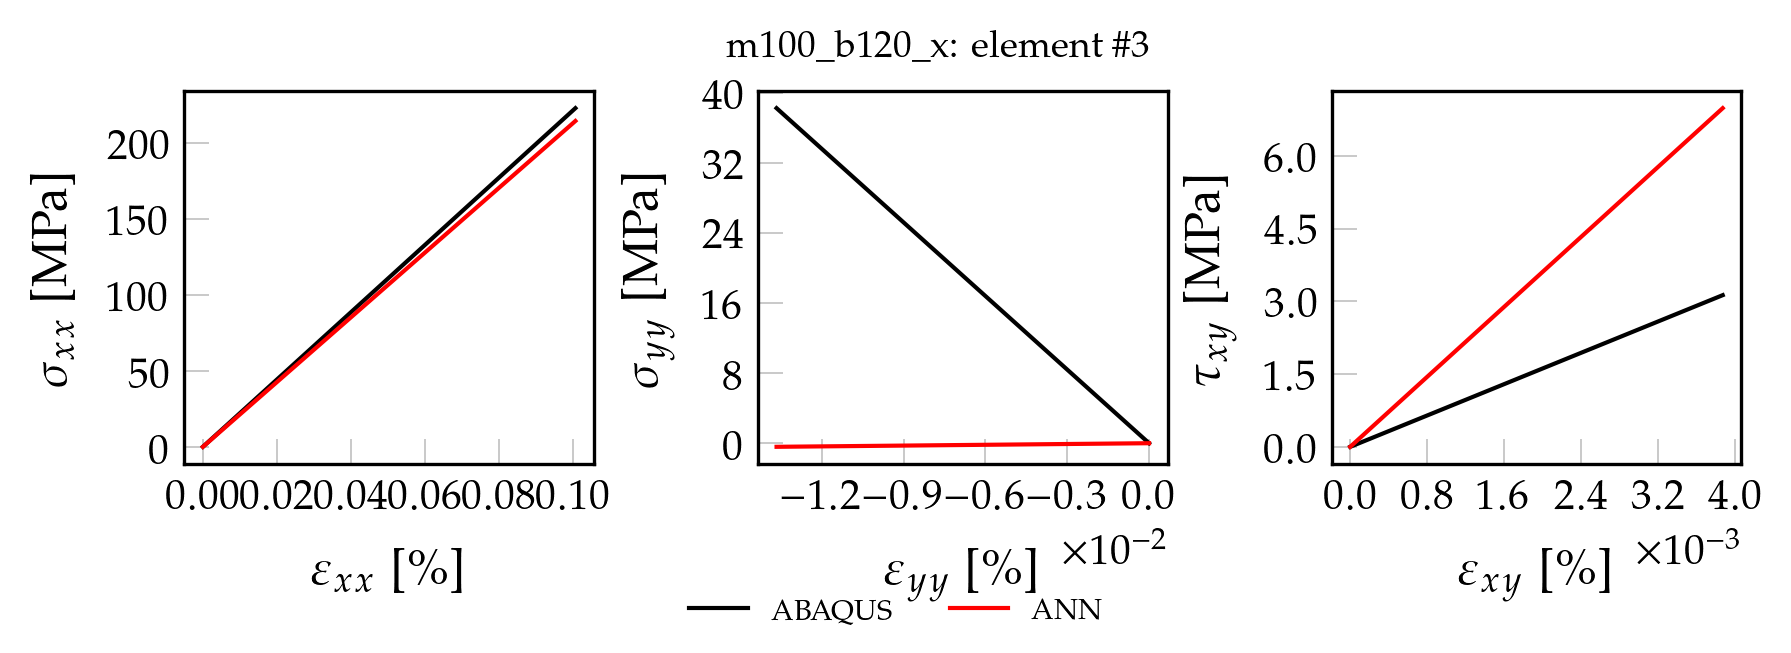 m100_b120_x: element #3
σxx [MPa]
200
150
100
50
0
0.00 0.02 0.04 0.06 0.08 0.10
εxx [%]
σyy [MPa]
40
32
24
16
8
0
−1.2 −0.9 −0.6 −0.3 0.0
×10−2
εyy [%]
τxy [MPa]
6.0
4.5
3.0
1.5
0.0
0.0 0.8 1.6 2.4 3.2 4.0
×10−3
εxy [%]
ABAQUS ANN